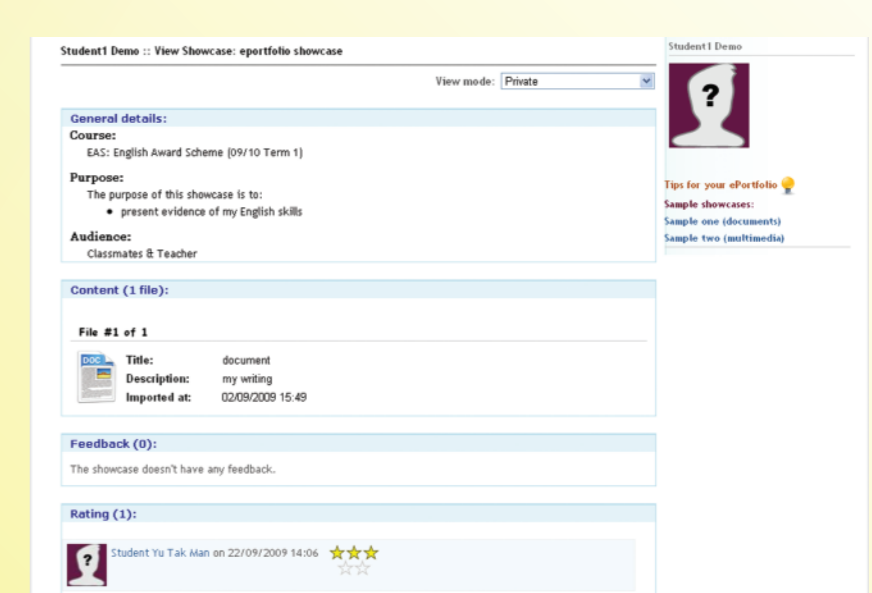 Student1 Demo :: View Showcase: eportfolio showcase
View mode: Private
General details:
Course:
EAS: English Award Scheme (09/10 Term 1)
Purpose:
The purpose of this showcase is to:
• present evidence of my English skills
Audience:
Classmates & Teacher
Content (1 file):
File #1 of 1
DOC
Title: document
Description: my writing
Imported at: 02/09/2009 15:49
Feedback (0):
The showcase doesn't have any feedback.
Rating (1):
?
Student Yu Tak Man on 22/09/2009 14:06
Student1 Demo
?
Tips for your ePortfolio
Sample showcases:
Sample one (documents)
Sample two (multimedia)